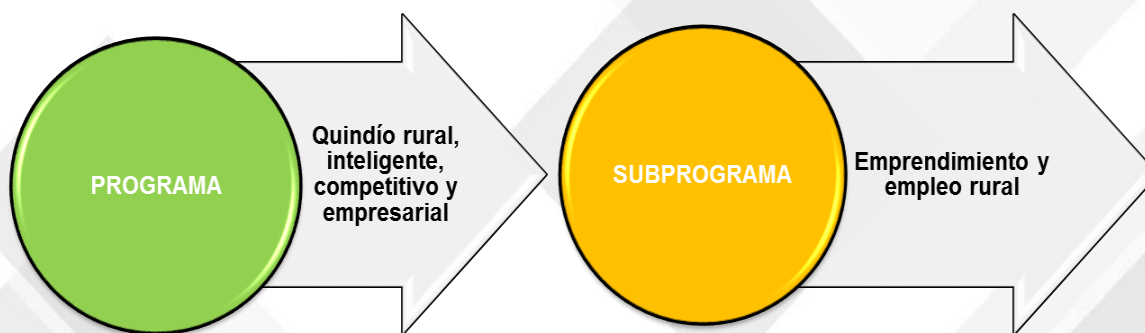 PROGRAMA
Quindío rural,
inteligente,
competitivo y
empresarial
SUBPROGRAMA
Emprendimiento y
empleo rural